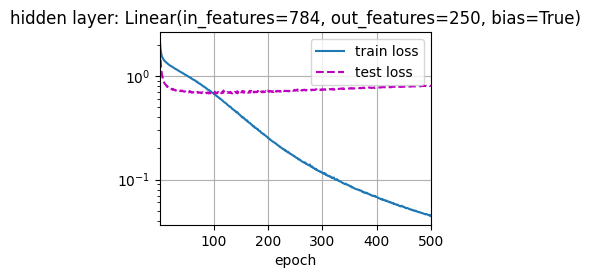 hidden layer: Linear(in_features=784, out_features=250, bias=True)
train loss
test loss
10⁰
10⁻¹
100 200 300 400 500
epoch